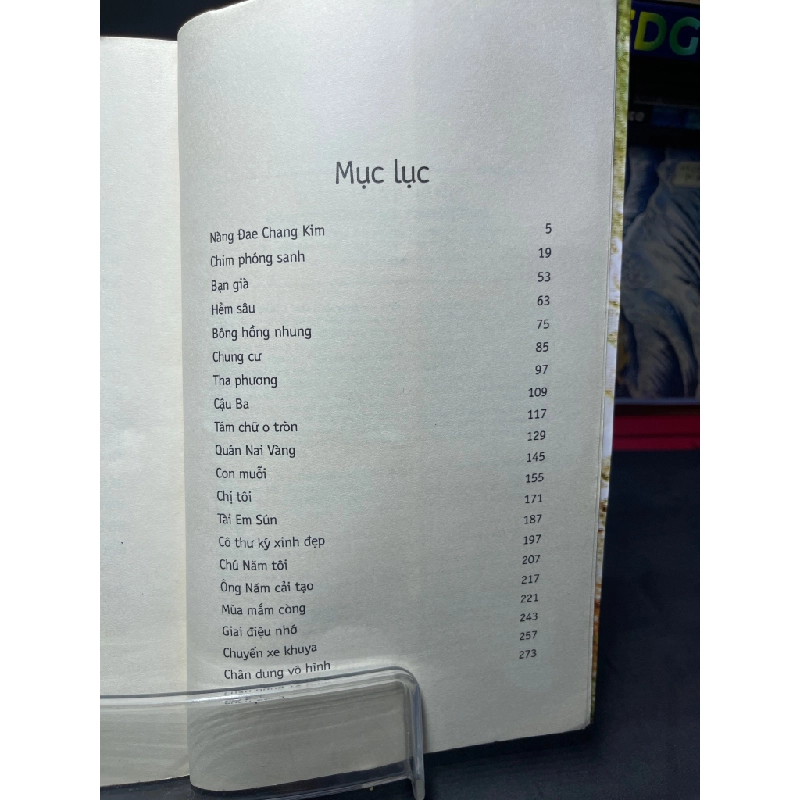 EDG
Mục lục
Nàng Đae Chang Kim 5
Chim phóng sanh 19
Bạn già 53
Hẻm sâu 63
Bông hồng nhung 75
Chung cư 85
Tha phương 97
Cậu Ba 109
Tám chữ o tròn 117
Quán Nai Vàng 129
Con muỗi 145
Chị tôi 155
Tài Em Sún 171
Cô thư ký xinh đẹp 187
Chú Năm tôi 197
Ông Năm cải tạo 207
Mùa mắm còng 217
Giai điệu nhớ 221
Chuyến xe khuya 243
Chân dung vô hình 257
273